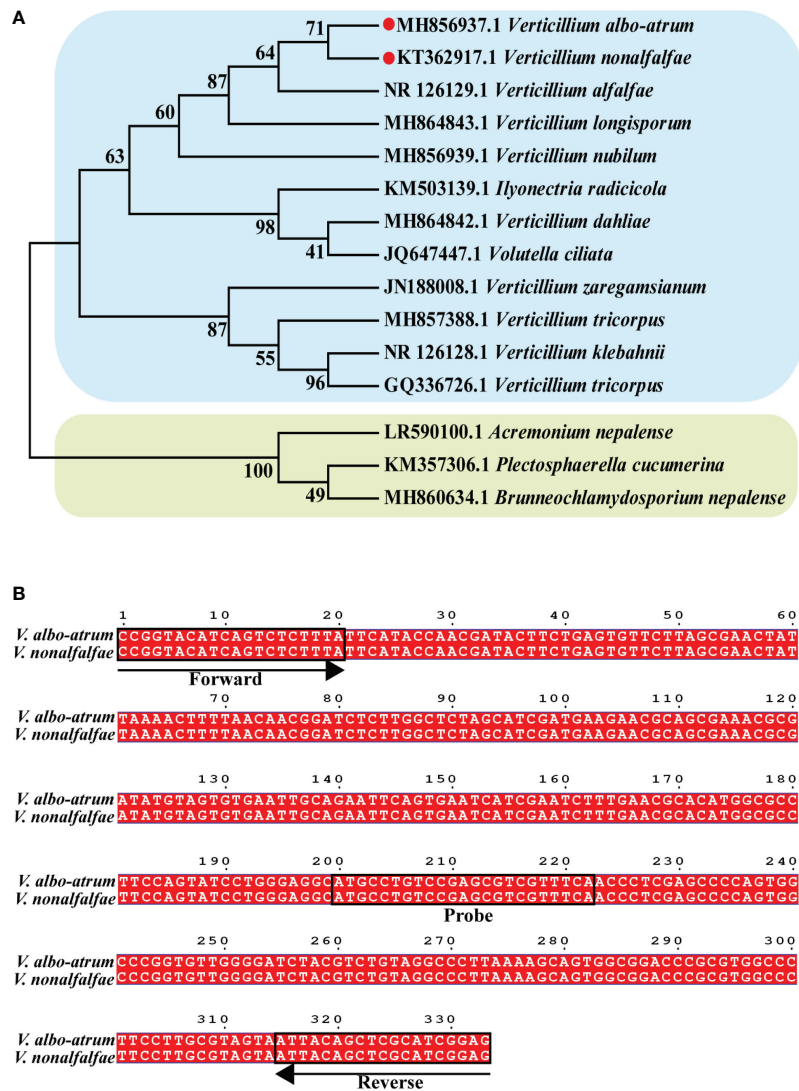 A
71
MH856937.1 Verticillium albo-atrum
64
KT362917.1 Verticillium nonalfalfae
87
NR 126129.1 Verticillium alfalfae
60
MH864843.1 Verticillium longisporum
63
MH856939.1 Verticillium nubilum
KM503139.1 Ilyonectria radicicola
98
MH864842.1 Verticillium dahliae
41
JQ647447.1 Volutella ciliata
JN188008.1 Verticillium zaregamsianum
87
MH857388.1 Verticillium tricorpus
55
NR 126128.1 Verticillium klebahnii
96
GQ336726.1 Verticillium tricorpus
LR590100.1 Acremonium nepalense
100
KM357306.1 Plectosphaerella cucumerina
49
MH860634.1 Brunneochlamydosporium nepalense
B
1 10 20 30 40 50 60
V. albo-atrum CCGGTACATCAGTCTCTTTATTCATACCAACGATACTTCTGAGTGTTCTTAGCGAACTAT
V. nonalfalfae CCGGTACATCAGTCTCTTTATTCATACCAACGATACTTCTGAGTGTTCTTAGCGAACTAT
Forward
70 80 90 100 110 120
V. albo-atrum TAAAACTTTTAACAACGGATCTCTTGGCTCTAGCATCGATGAAGAACGCAGCGAAACGCG
V. nonalfalfae TAAAACTTTTAACAACGGATCTCTTGGCTCTAGCATCGATGAAGAACGCAGCGAAACGCG
130 140 150 160 170 180
V. albo-atrum ATATGTAGTGTGAATTGCAGAATTCAGTGAATCATCGAATCTTTGAACGCACATGGCGCC
V. nonalfalfae ATATGTAGTGTGAATTGCAGAATTCAGTGAATCATCGAATCTTTGAACGCACATGGCGCC
190 200 210 220 230 240
V. albo-atrum TTCCAGTATCCTGGGAGGCATGCCTGTCCGAGCGTCGTTTCAACCCTCGAGCCCCAGTGG
V. nonalfalfae TTCCAGTATCCTGGGAGGCATGCCTGTCCGAGCGTCGTTTCAACCCTCGAGCCCCAGTGG
Probe
250 260 270 280 290 300
V. albo-atrum CCCGGTGTTGGGGATCTACGTCTGTAGGCCCTTAAAAGCAGTGGCGGACCCGCGTGGCCC
V. nonalfalfae CCCGGTGTTGGGGATCTACGTCTGTAGGCCCTTAAAAGCAGTGGCGGACCCGCGTGGCCC
310 320 330
V. albo-atrum TTCCTTGCGTAGTAATTACAGCTCGCATCGGAG
V. nonalfalfae TTCCTTGCGTAGTAATTACAGCTCGCATCGGAG
Reverse